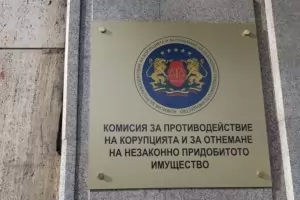 КОМИСИЯ ЗА ПРОТИВОДЕЙСТВИЕ
НА КОРУПЦИЯТА И ЗА ОТНЕМАНЕ
НА НЕЗАКОННО ПРИДОБИТОТО
ИМУЩЕСТВО